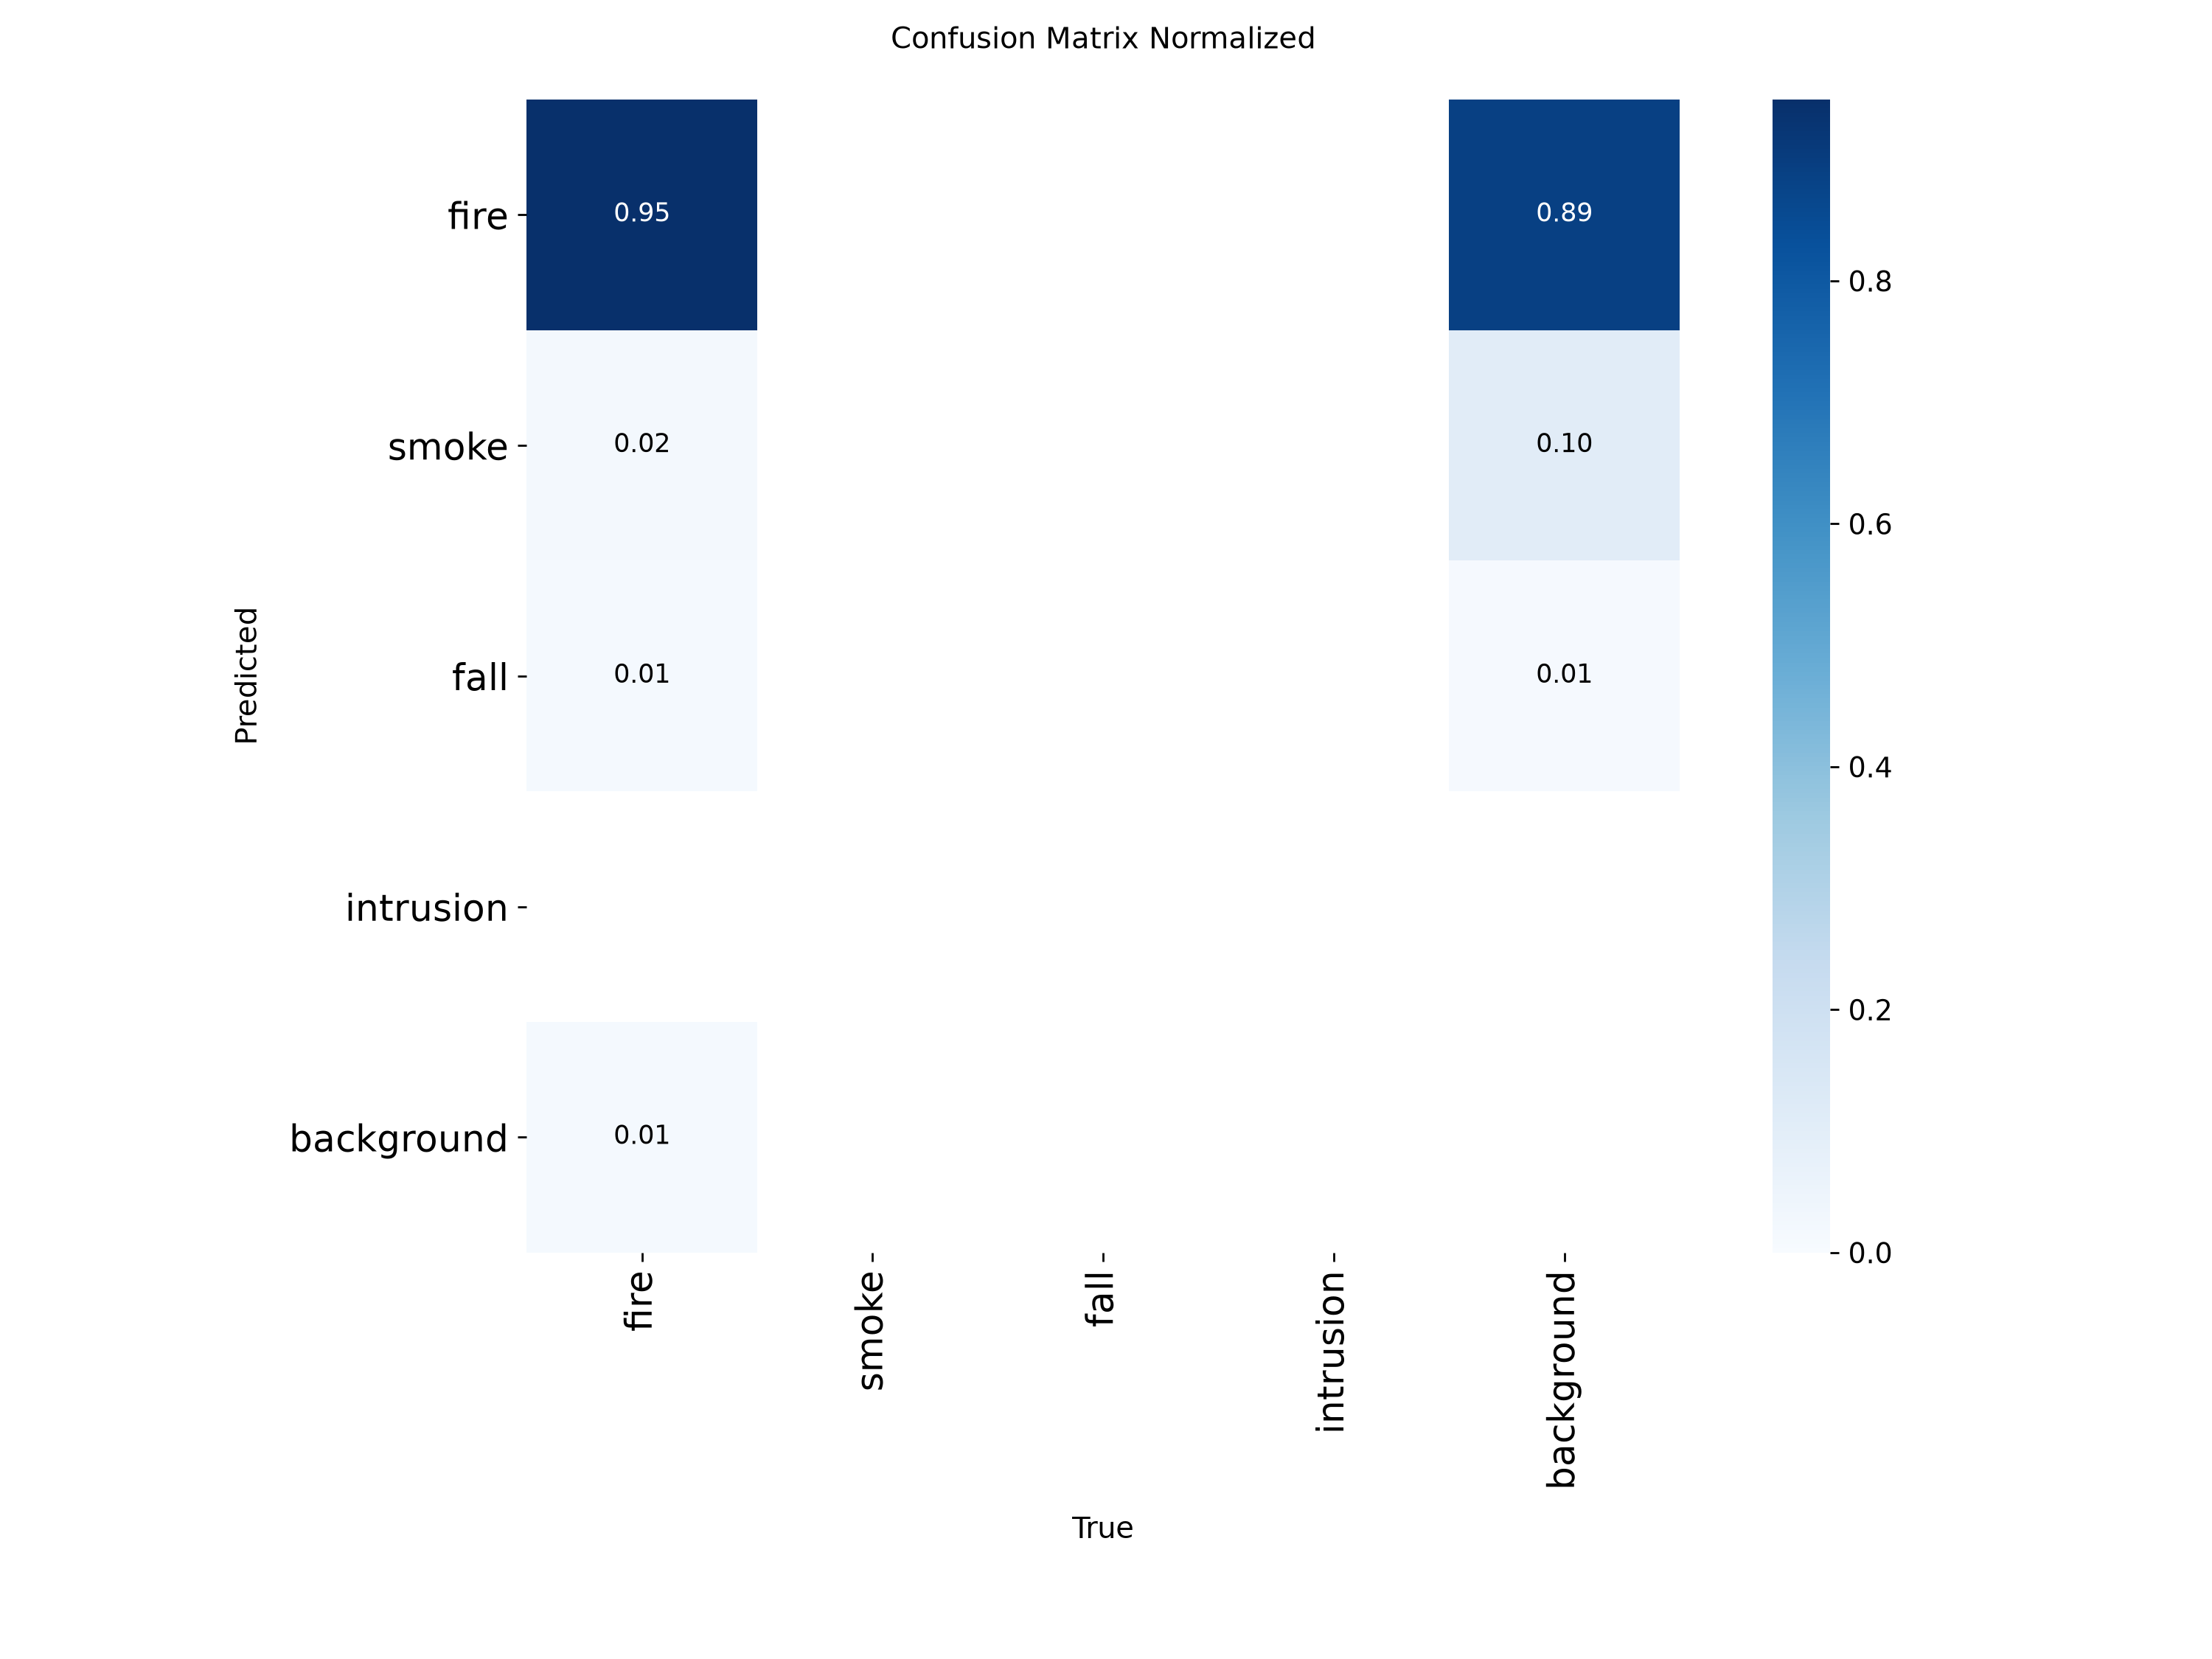 Confusion Matrix Normalized
fire
0.95
0.89
smoke
0.02
0.10
fall
0.01
0.01
intrusion
background
0.01
Predicted
0.8
0.6
0.4
0.2
0.0
fire
smoke
fall
intrusion
background
True